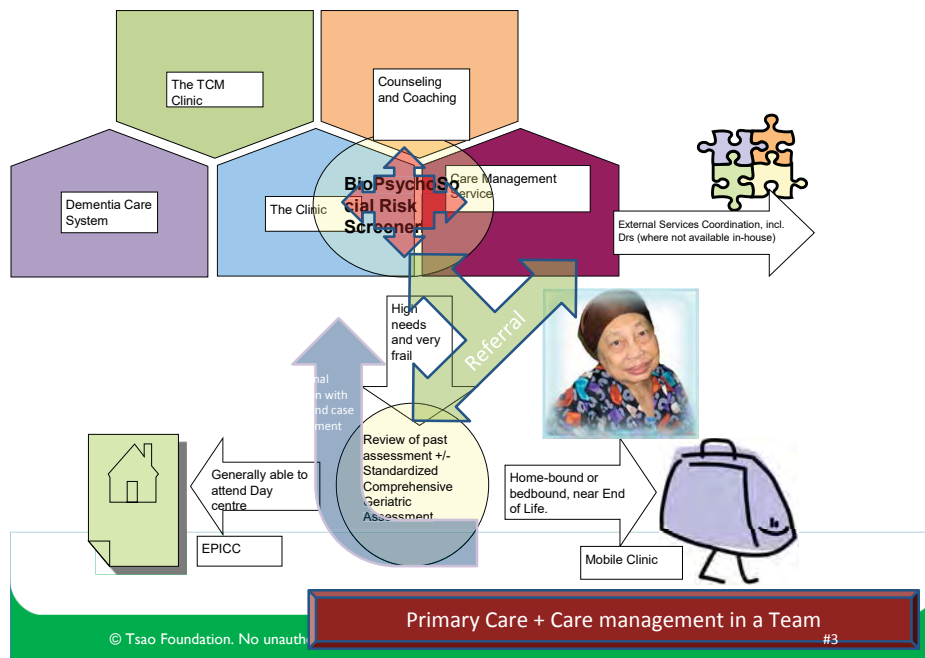 The TCM
Clinic
Counseling
and Coaching
Dementia Care
System
The Clinic
BioPsychoSo
cial Risk
Screener
Care Management
Service
External Services Coordination, incl.
Drs (where not available in-house)
High
needs
and very
frail
Referral
and case
Review of past
assessment +/-
Standardized
Comprehensive
Geriatric
Assessment
Generally able to
attend Day
centre
EPICC
Home-bound or
bedbound, near End
of Life.
Mobile Clinic
Primary Care + Care management in a Team
© Tsao Foundation. No
#3